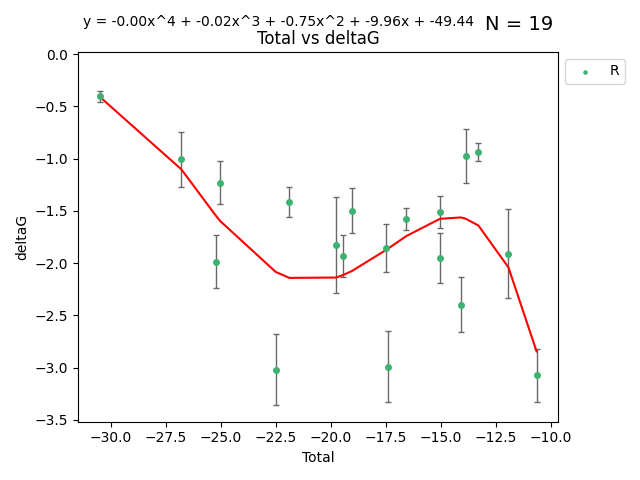 y = -0.00x^4 + -0.02x^3 + -0.75x^2 + -9.96x + -49.44 N = 19
Total vs deltaG
R
0.0
−0.5
−1.0
−1.5
−2.0
−2.5
−3.0
−3.5
deltaG
−30.0 −27.5 −25.0 −22.5 −20.0 −17.5 −15.0 −12.5 −10.0
Total